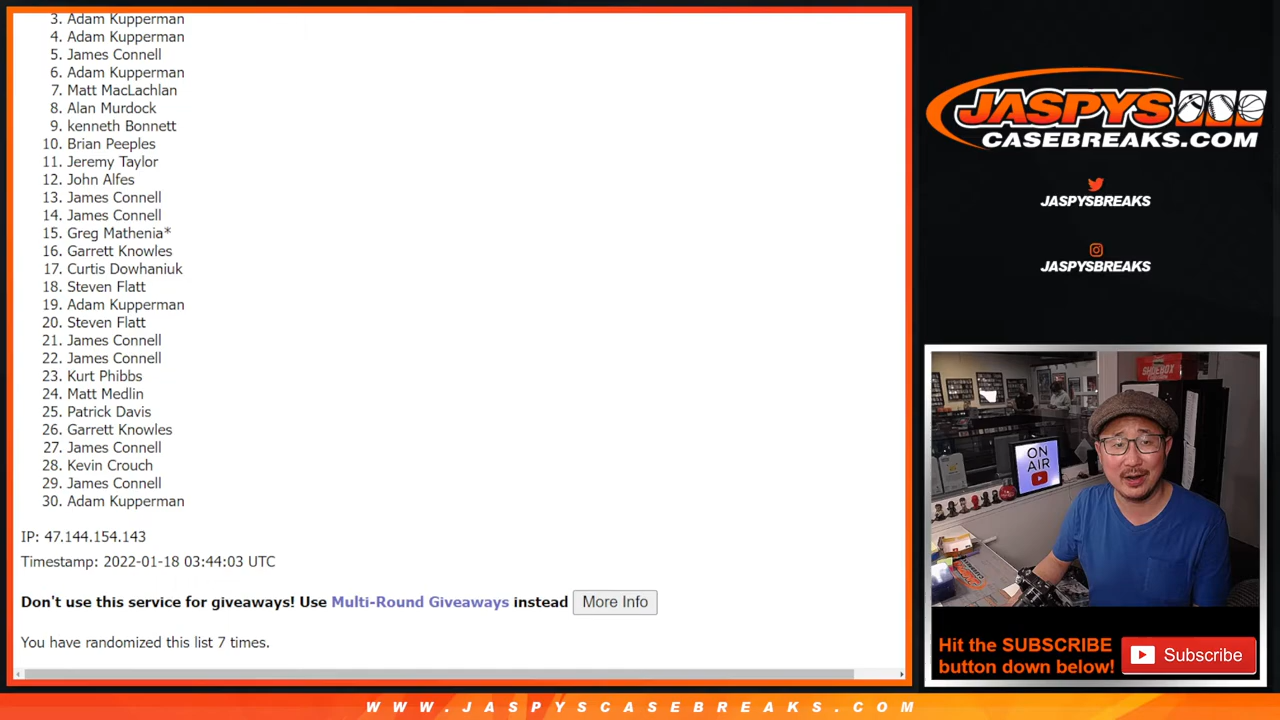 3. Adam Kupperman
4. Adam Kupperman
5. James Connell
6. Adam Kupperman
7. Matt MacLachlan
8. Alan Murdock
9. kenneth Bonnett
10. Brian Peeples
11. Jeremy Taylor
12. John Alfes
13. James Connell
14. James Connell
15. Greg Mathenia*
16. Garrett Knowles
17. Curtis Dowhaniuk
18. Steven Flatt
19. Adam Kupperman
20. Steven Flatt
21. James Connell
22. James Connell
23. Kurt Phibbs
24. Matt Medlin
25. Patrick Davis
26. Garrett Knowles
27. James Connell
28. Kevin Crouch
29. James Connell
30. Adam Kupperman
IP: 47.144.154.143
Timestamp: 2022-01-18 03:44:03 UTC
Don't use this service for giveaways! Use Multi-Round Giveaways instead More Info
You have randomized this list 7 times.
JASPYS
CASEBREAKS.COM
JASPYSBREAKS
JASPYSBREAKS
SHOEBOX
ON
AIR
Hit the SUBSCRIBE
button down below!
Subscribe
WWW.JASPYSCASEBREAKS.COM